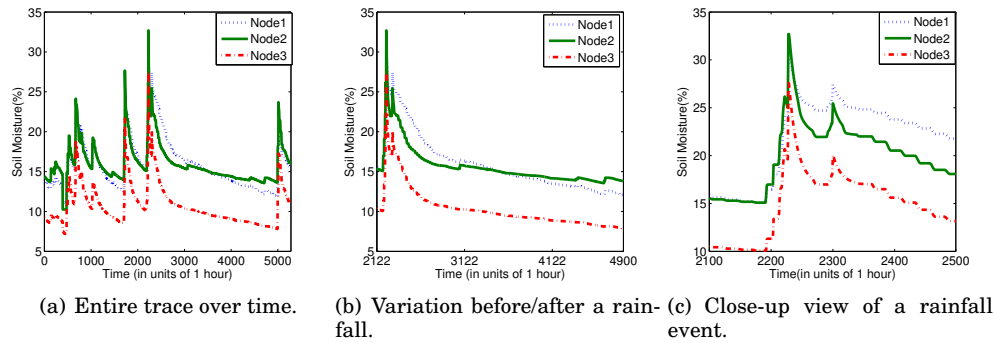 35
30
25
20
15
10
5
Soil Moisture(%)
0 1000 2000 3000 4000 5000
Time (in units of 1 hour)
Node1
Node2
Node3
(a) Entire trace over time.
35
30
25
20
15
10
5
Soil Moisture(%)
2122 3122 4122 4900
Time (in units of 1 hour)
Node1
Node2
Node3
(b) Variation before/after a rain-
fall.
35
30
25
20
15
10
Soil Moisture(%)
2100 2200 2300 2400 2500
Time(in units of 1 hour)
Node1
Node2
Node3
(c) Close-up view of a rainfall
event.